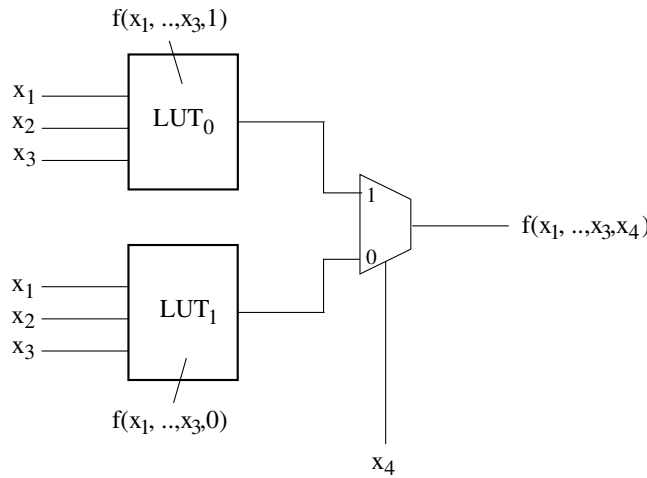 f(x₁, ..,x₃,1)
x₁
x₂
x₃
LUT₀
1
0
f(x₁, ..,x₃,x₄)
x₁
x₂
x₃
LUT₁
f(x₁, ..,x₃,0)
x₄